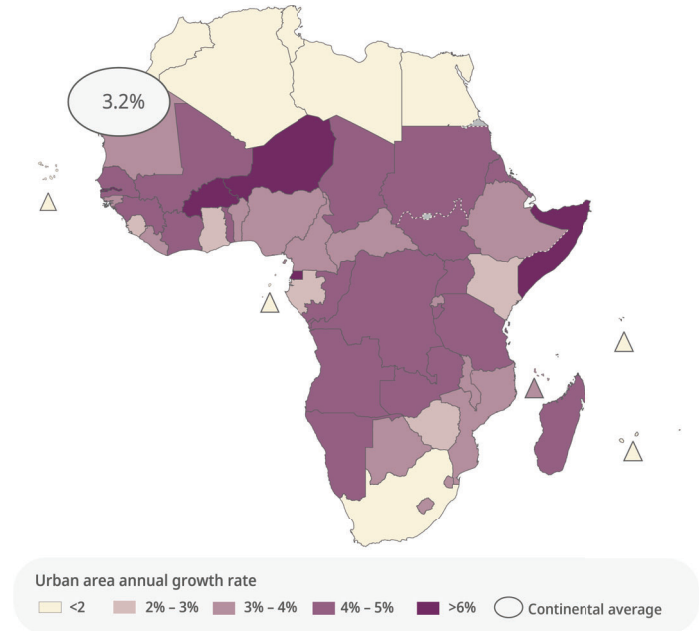 3.2%
Urban area annual growth rate
<2
2% – 3%
3% – 4%
4% – 5%
>6%
Continental average